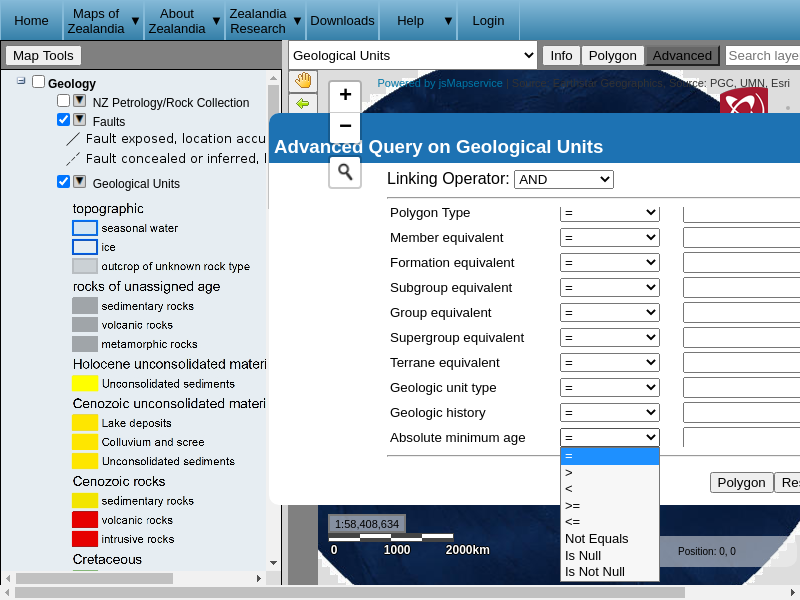 Home
Maps of Zealandia ▼
About Zealandia ▼
Zealandia Research ▼
Downloads
Help ▼
Login
Map Tools
Geological Units
Info
Polygon
Advanced
Search laye
Geology
NZ Petrology/Rock Collection
Faults
Fault exposed, location accu
Fault concealed or inferred, l
Geological Units
topographic
seasonal water
ice
outcrop of unknown rock type
rocks of unassigned age
sedimentary rocks
volcanic rocks
metamorphic rocks
Holocene unconsolidated materi
Unconsolidated sediments
Cenozoic unconsolidated materi
Lake deposits
Colluvium and scree
Unconsolidated sediments
Cenozoic rocks
sedimentary rocks
volcanic rocks
intrusive rocks
Cretaceous
+
−
Powered by jsMapservice | Source: Earthstar Geographics, Source: PGC, UMN, Esri
Advanced Query on Geological Units
Linking Operator: AND
Polygon Type =
Member equivalent =
Formation equivalent =
Subgroup equivalent =
Group equivalent =
Supergroup equivalent =
Terrane equivalent =
Geologic unit type =
Geologic history =
Absolute minimum age =
=
>
<
>=
<=
Not Equals
Is Null
Is Not Null
Polygon
Res
1:58,408,634
0 1000 2000km
Position: 0, 0